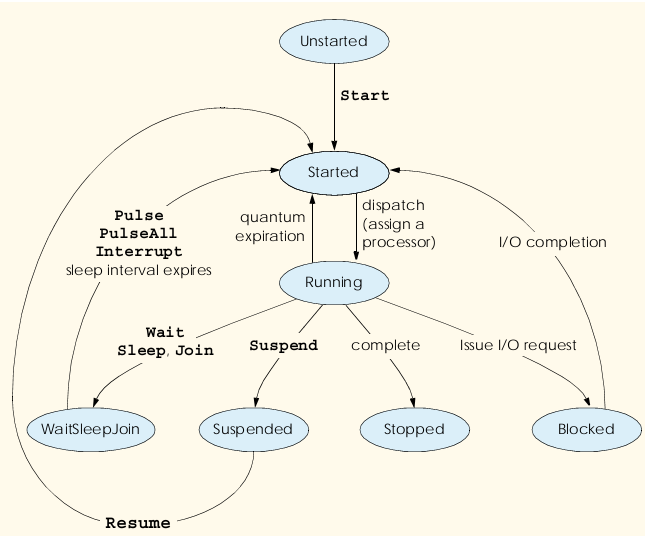 Unstarted
Start
Started
Pulse
PulseAll
Interrupt
sleep interval expires
quantum
expiration
dispatch
(assign a
processor)
I/O completion
Running
Wait
Sleep, Join
Suspend
complete
Issue I/O request
WaitSleepJoin
Suspended
Stopped
Blocked
Resume